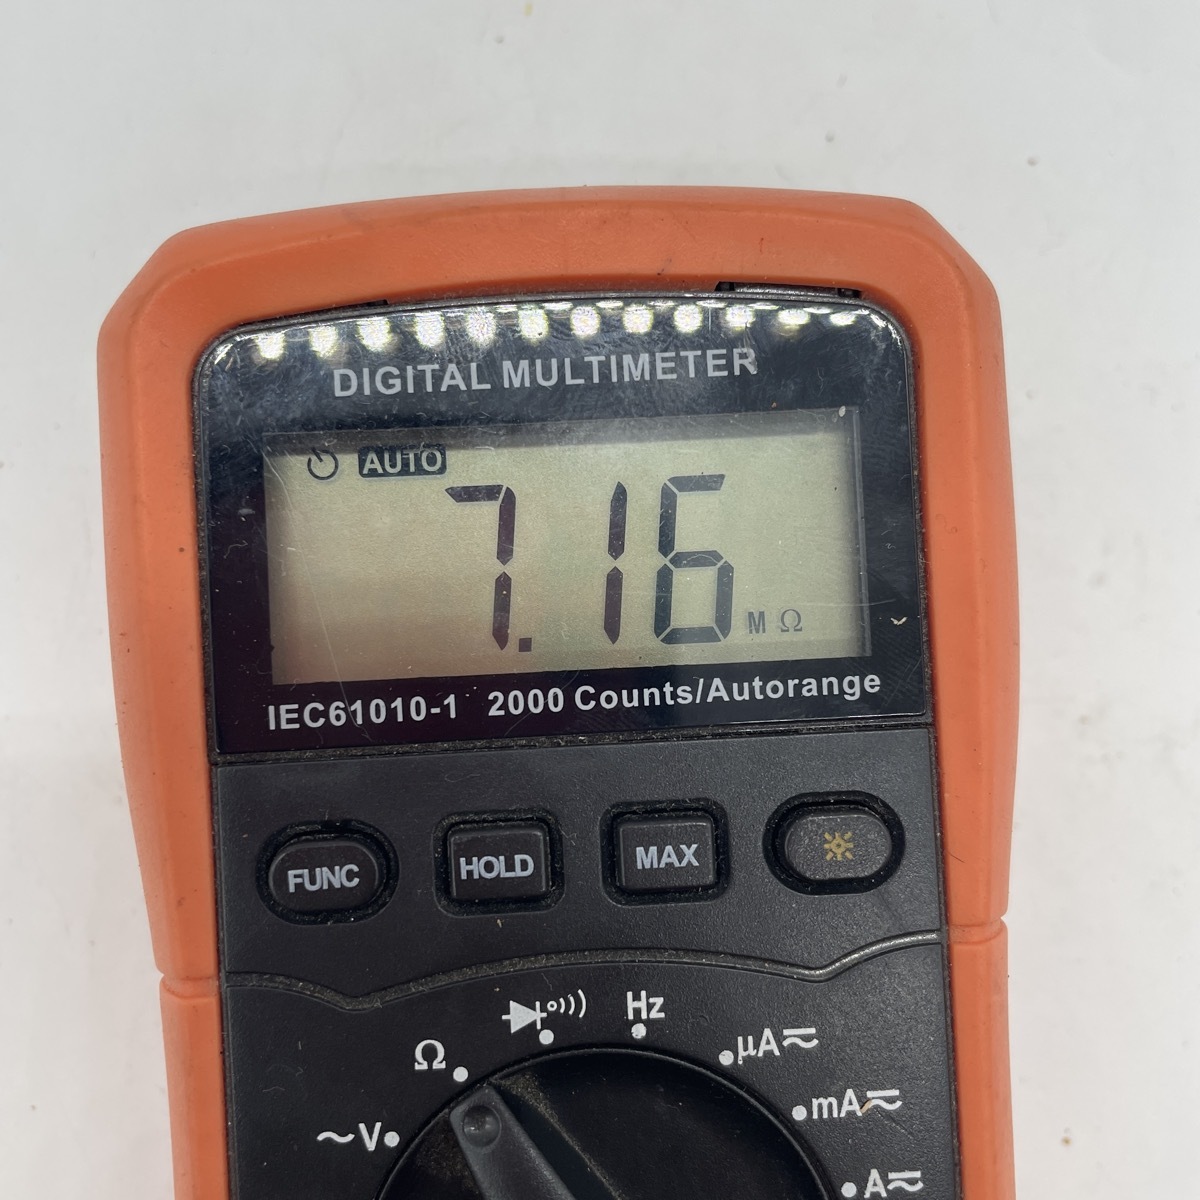 DIGITAL MULTIMETER
AUTO
7.16 MΩ
IEC61010-1 2000 Counts/Autorange
FUNC HOLD MAX
Hz
Ω
μA
mA
~V
A